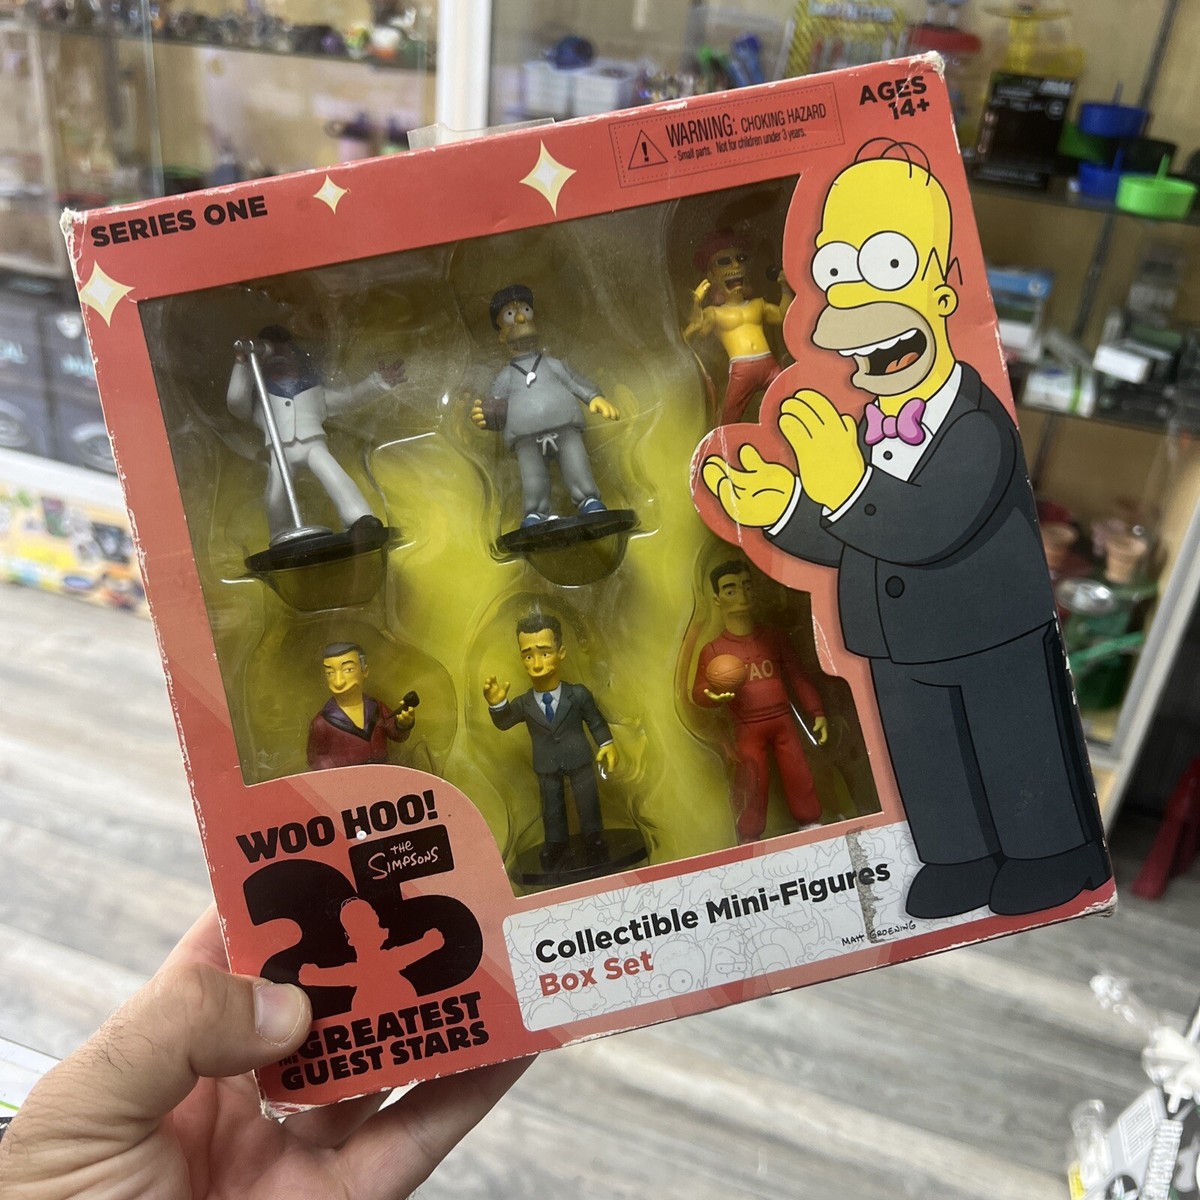 AGES
14+
WARNING: CHOKING HAZARD
- Small parts. Not for children under 3 years.
SERIES ONE
YAO
WOO HOO!
THE
SIMPSONS
25
THE GREATEST
GUEST STARS
Collectible Mini-Figures
Box Set
MATT GROENING